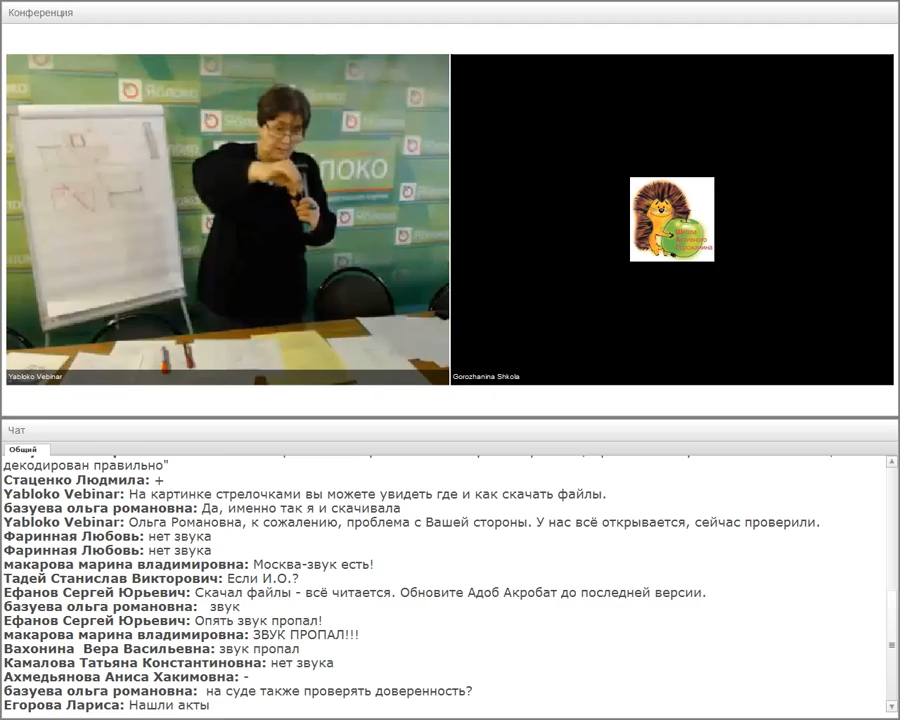 Конференция
Яблоко
ЯБЛОКО
Yabloko Vebinar
Школа
Gorozhanina Shkola
Чат
Общий
декодирован правильно"
Стаценко Людмила: +
Yabloko Vebinar: На картинке стрелочками вы можете увидеть где и как скачать файлы.
базуева ольга романовна: Да, именно так я и скачивала
Yabloko Vebinar: Ольга Романовна, к сожалению, проблема с Вашей стороны. У нас всё открывается, сейчас проверили.
Фаринная Любовь: нет звука
Фаринная Любовь: нет звука
макарова марина владимировна: Москва-звук есть!
Тадей Станислав Викторович: Если И.О.?
Ефанов Сергей Юрьевич: Скачал файлы - всё читается. Обновите Адоб Акробат до последней версии.
базуева ольга романовна: звук
Ефанов Сергей Юрьевич: Опять звук пропал!
макарова марина владимировна: ЗВУК ПРОПАЛ!!!
Вахонина Вера Васильевна: звук пропал
Камалова Татьяна Константиновна: нет звука
Ахмедьянова Аниса Хакимовна: -
базуева ольга романовна: на суде также проверять доверенность?
Егорова Лариса: Нашли акты